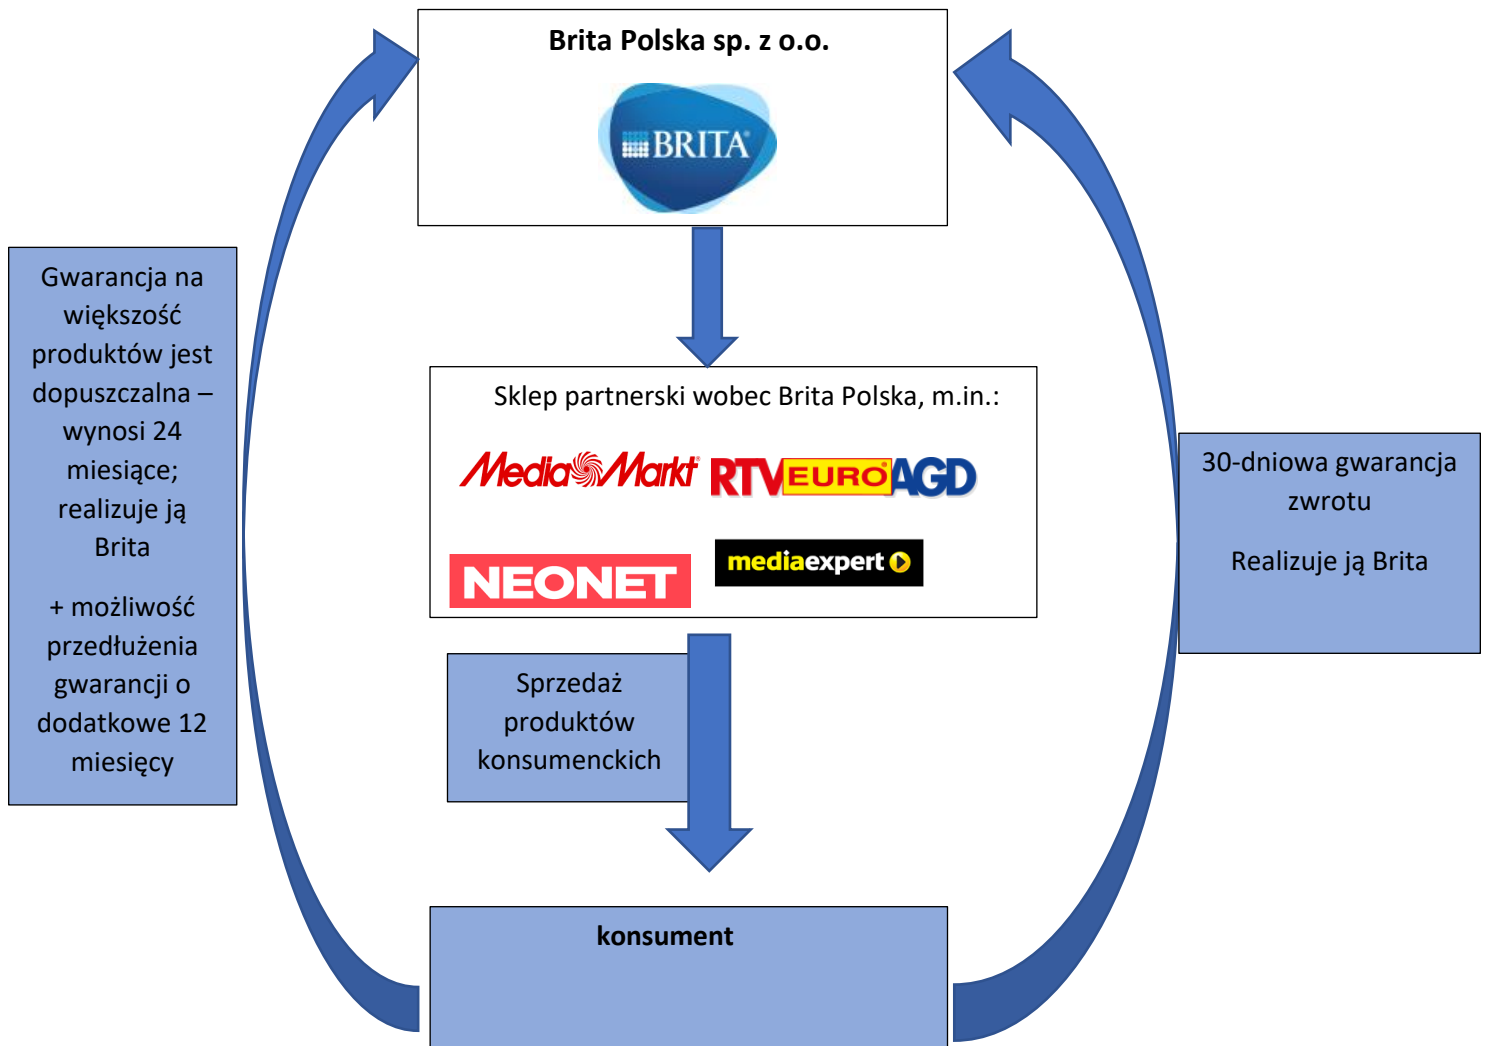 Brita Polska sp. z o.o.
BRITA®
Gwarancja na
większość
produktów jest
dopuszczalna –
wynosi 24
miesiące;
realizuje ją
Brita
+ możliwość
przedłużenia
gwarancji o
dodatkowe 12
miesięcy
Sklep partnerski wobec Brita Polska, m.in.:
Media Markt®
RTV EURO® AGD
NEONET
mediaexpert
30-dniowa gwarancja
zwrotu
Realizuje ją Brita
Sprzedaż
produktów
konsumenckich
konsument